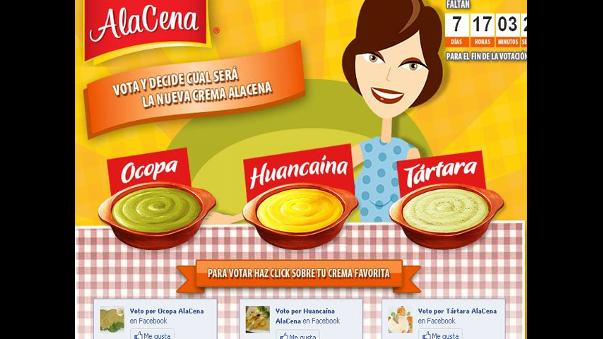 AlaCena
FALTAN
7 17 03
DÍAS HORAS MINUTOS
PARA EL FIN DE LA VOTACIÓN
VOTA Y DECIDE CUAL SERÁ
LA NUEVA CREMA ALACENA
Ocopa
Huancaína
Tártara
PARA VOTAR HAZ CLICK SOBRE TU CREMA FAVORITA
Voto por Ocopa AlaCena
en Facebook
Me gusta
Voto por Huancaína
AlaCena en Facebook
Me gusta
Voto por Tártara AlaCena
en Facebook
Me gusta